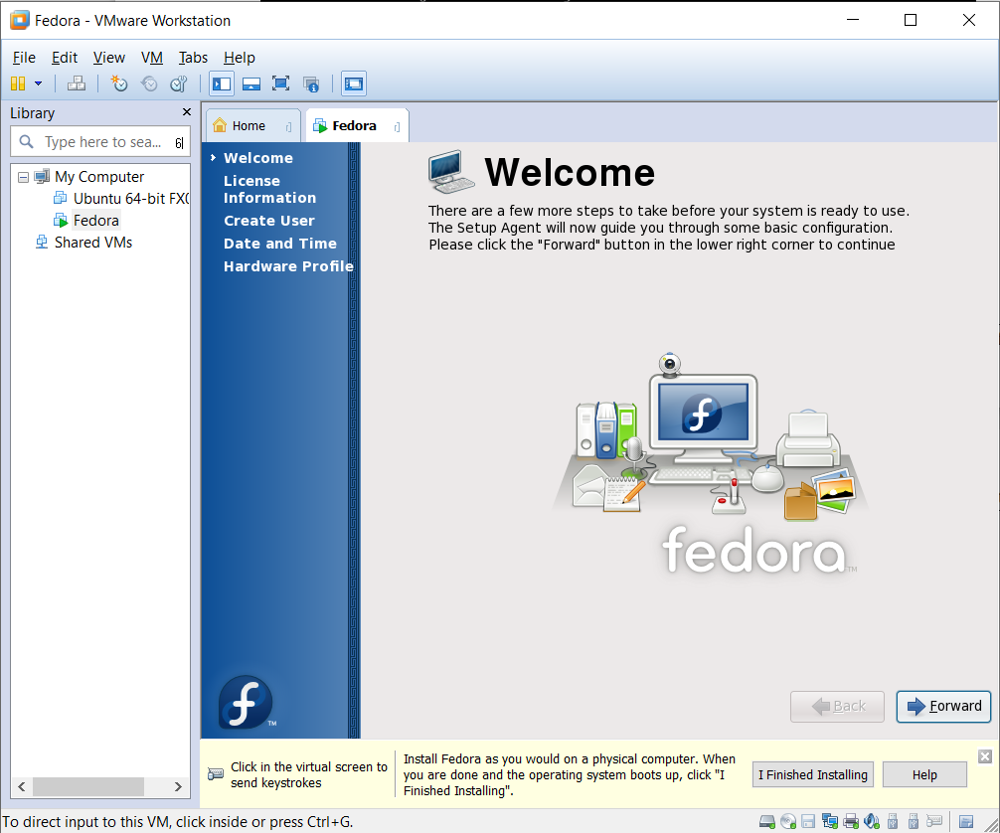 Fedora - VMware Workstation
File Edit View VM Tabs Help
Library
Type here to sea...
My Computer
Ubuntu 64-bit FX
Fedora
Shared VMs
Home
Fedora
Welcome
License
Information
Create User
Date and Time
Hardware Profile
Welcome
There are a few more steps to take before your system is ready to use.
The Setup Agent will now guide you through some basic configuration.
Please click the "Forward" button in the lower right corner to continue
fedora™
TM
Back
Forward
Click in the virtual screen to
send keystrokes
Install Fedora as you would on a physical computer. When
you are done and the operating system boots up, click "I
Finished Installing".
I Finished Installing
Help
To direct input to this VM, click inside or press Ctrl+G.